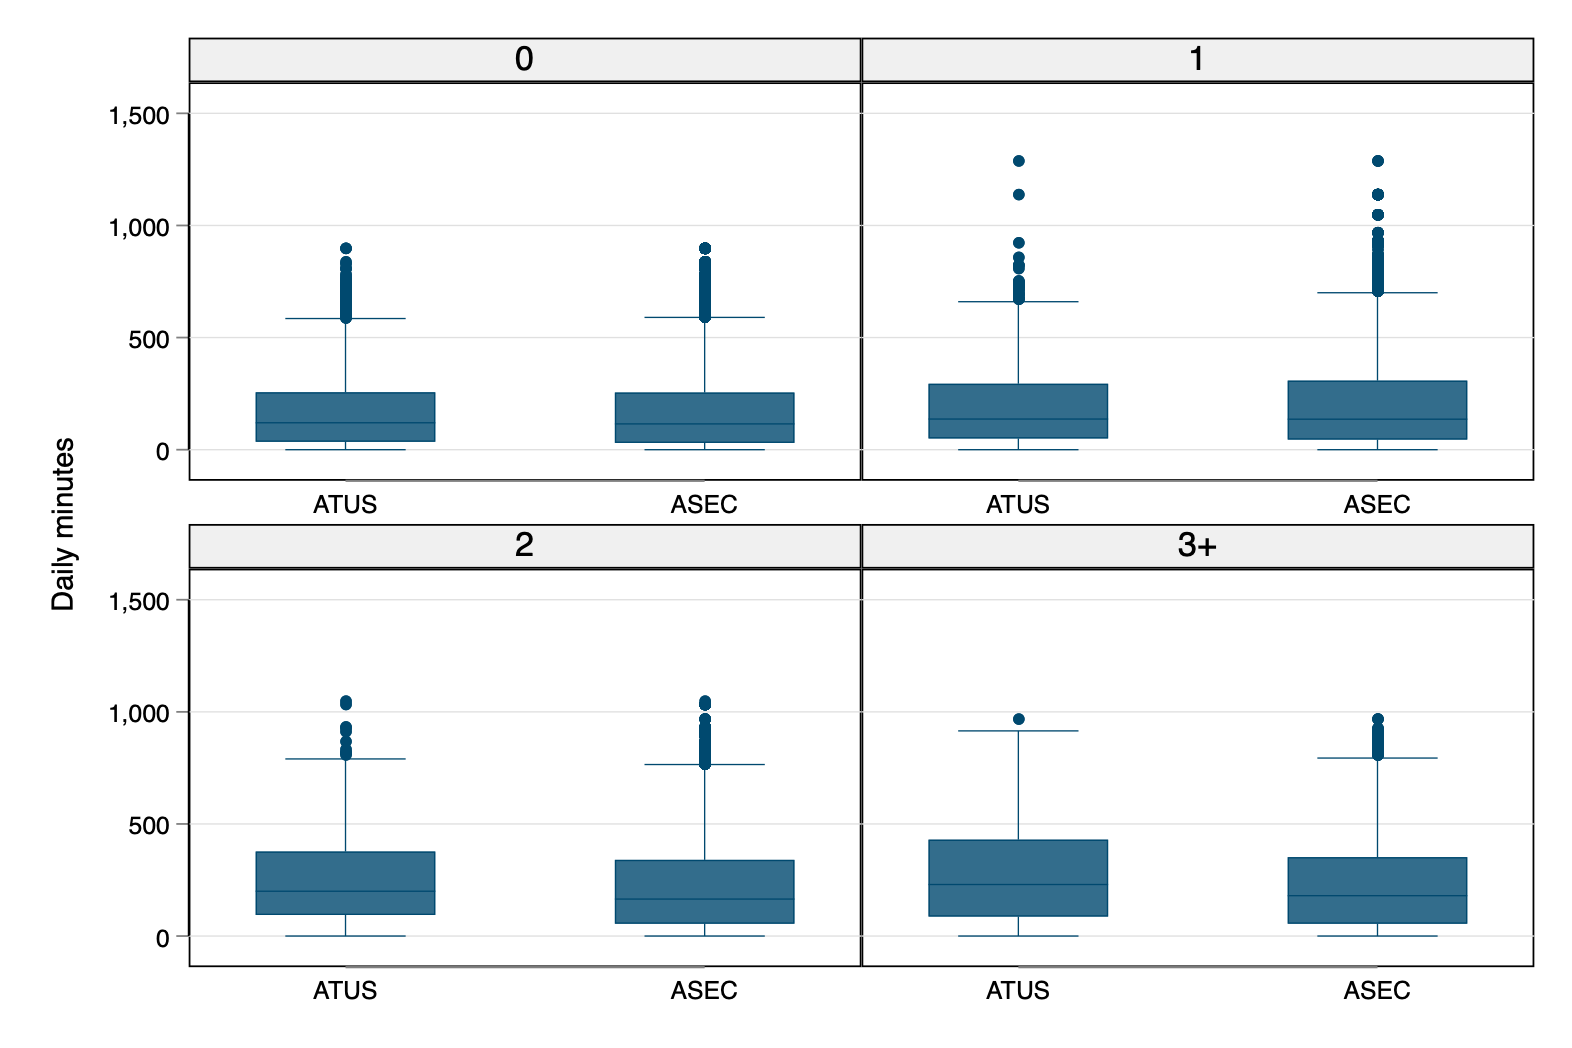 0
1
1,500
1,000
500
0
ATUS
ASEC
ATUS
ASEC
Daily minutes
2
3+
1,500
1,000
500
0
ATUS
ASEC
ATUS
ASEC